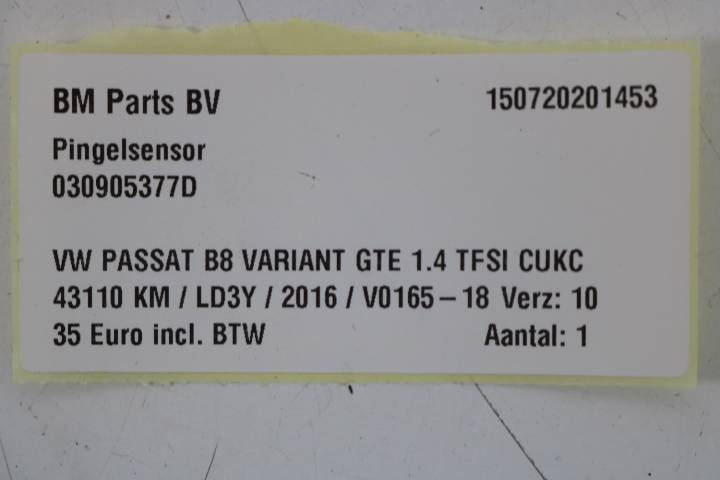 BM Parts BV 150720201453
Pingelsensor
030905377D
VW PASSAT B8 VARIANT GTE 1.4 TFSI CUKC
43110 KM / LD3Y / 2016 / V0165 – 18 Verz: 10
35 Euro incl. BTW Aantal: 1